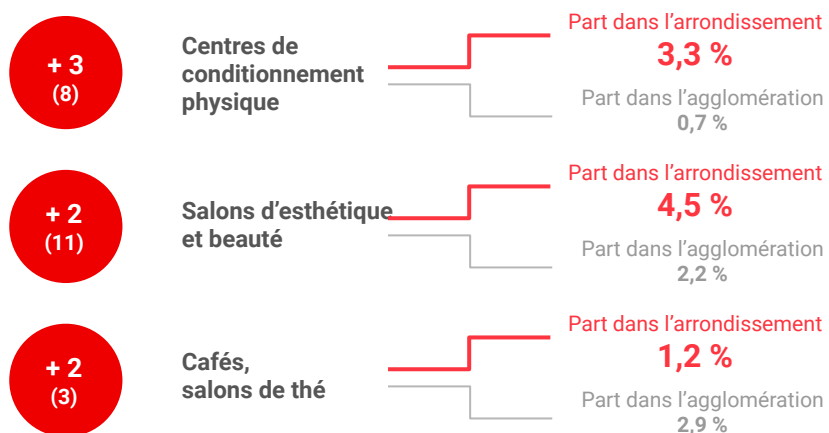 + 3
(8)
Centres de
conditionnement
physique
Part dans l’arrondissement
3,3 %
Part dans l’agglomération
0,7 %
+ 2
(11)
Salons d’esthétique
et beauté
Part dans l’arrondissement
4,5 %
Part dans l’agglomération
2,2 %
+ 2
(3)
Cafés,
salons de thé
Part dans l’arrondissement
1,2 %
Part dans l’agglomération
2,9 %